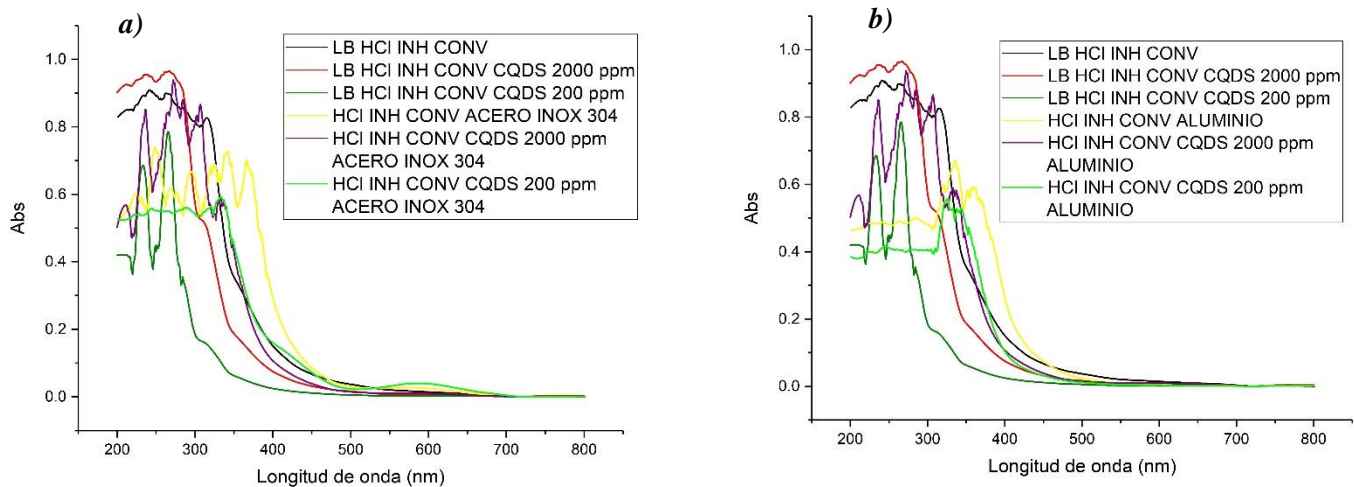 a)
LB HCl INH CONV
LB HCl INH CONV CQDS 2000 ppm
LB HCl INH CONV CQDS 200 ppm
HCl INH CONV ACERO INOX 304
HCl INH CONV CQDS 2000 ppm
ACERO INOX 304
HCl INH CONV CQDS 200 ppm
ACERO INOX 304
1.0
0.8
0.6
0.4
0.2
0.0
Abs
200 300 400 500 600 700 800
Longitud de onda (nm)
b)
LB HCl INH CONV
LB HCl INH CONV CQDS 2000 ppm
LB HCl INH CONV CQDS 200 ppm
HCl INH CONV ALUMINIO
HCl INH CONV CQDS 2000 ppm
ALUMINIO
HCl INH CONV CQDS 200 ppm
ALUMINIO
1.0
0.8
0.6
0.4
0.2
0.0
Abs
200 300 400 500 600 700 800
Longitud de onda (nm)